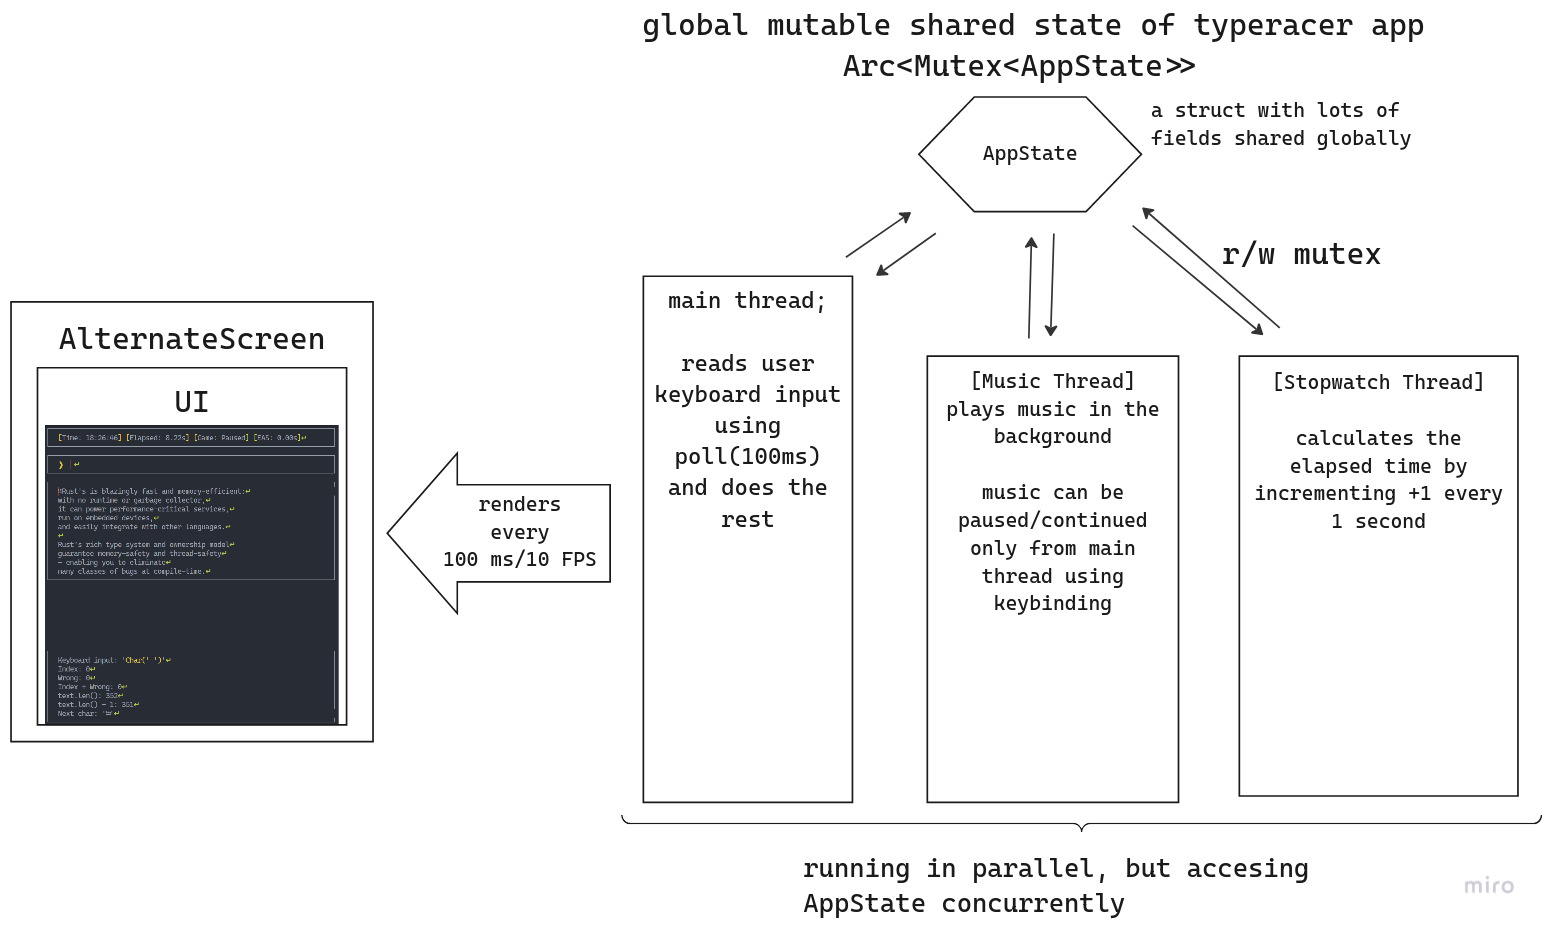 global mutable shared state of typeracer app
Arc<Mutex<AppState>>
a struct with lots of
fields shared globally
AppState
r/w mutex
main thread;
reads user
keyboard input
using
poll(100ms)
and does the
rest
[Music Thread]
plays music in the
background
music can be
paused/continued
only from main
thread using
keybinding
[Stopwatch Thread]
calculates the
elapsed time by
incrementing +1 every
1 second
AlternateScreen
UI
[Time: 18:26:46] [Elapsed: 8.22s] [Game: Paused] [EAS: 0.00s]↵
❯ ↵
#Rust's is blazingly fast and memory-efficient:↵
with no runtime or garbage collector,↵
it can power performance-critical services,↵
run on embedded devices,↵
and easily integrate with other languages.↵
↵
Rust's rich type system and ownership model↵
guarantee memory-safety and thread-safety↵
— enabling you to eliminate↵
many classes of bugs at compile-time.↵
Keyboard input: 'Char(' ')'↵
Index: 0↵
Wrong: 0↵
Index + Wrong: 0↵
text.len(): 352↵
text.len() - 1: 351↵
Next char:
renders
every
100 ms/10 FPS
running in parallel, but accesing
AppState concurrently
miro